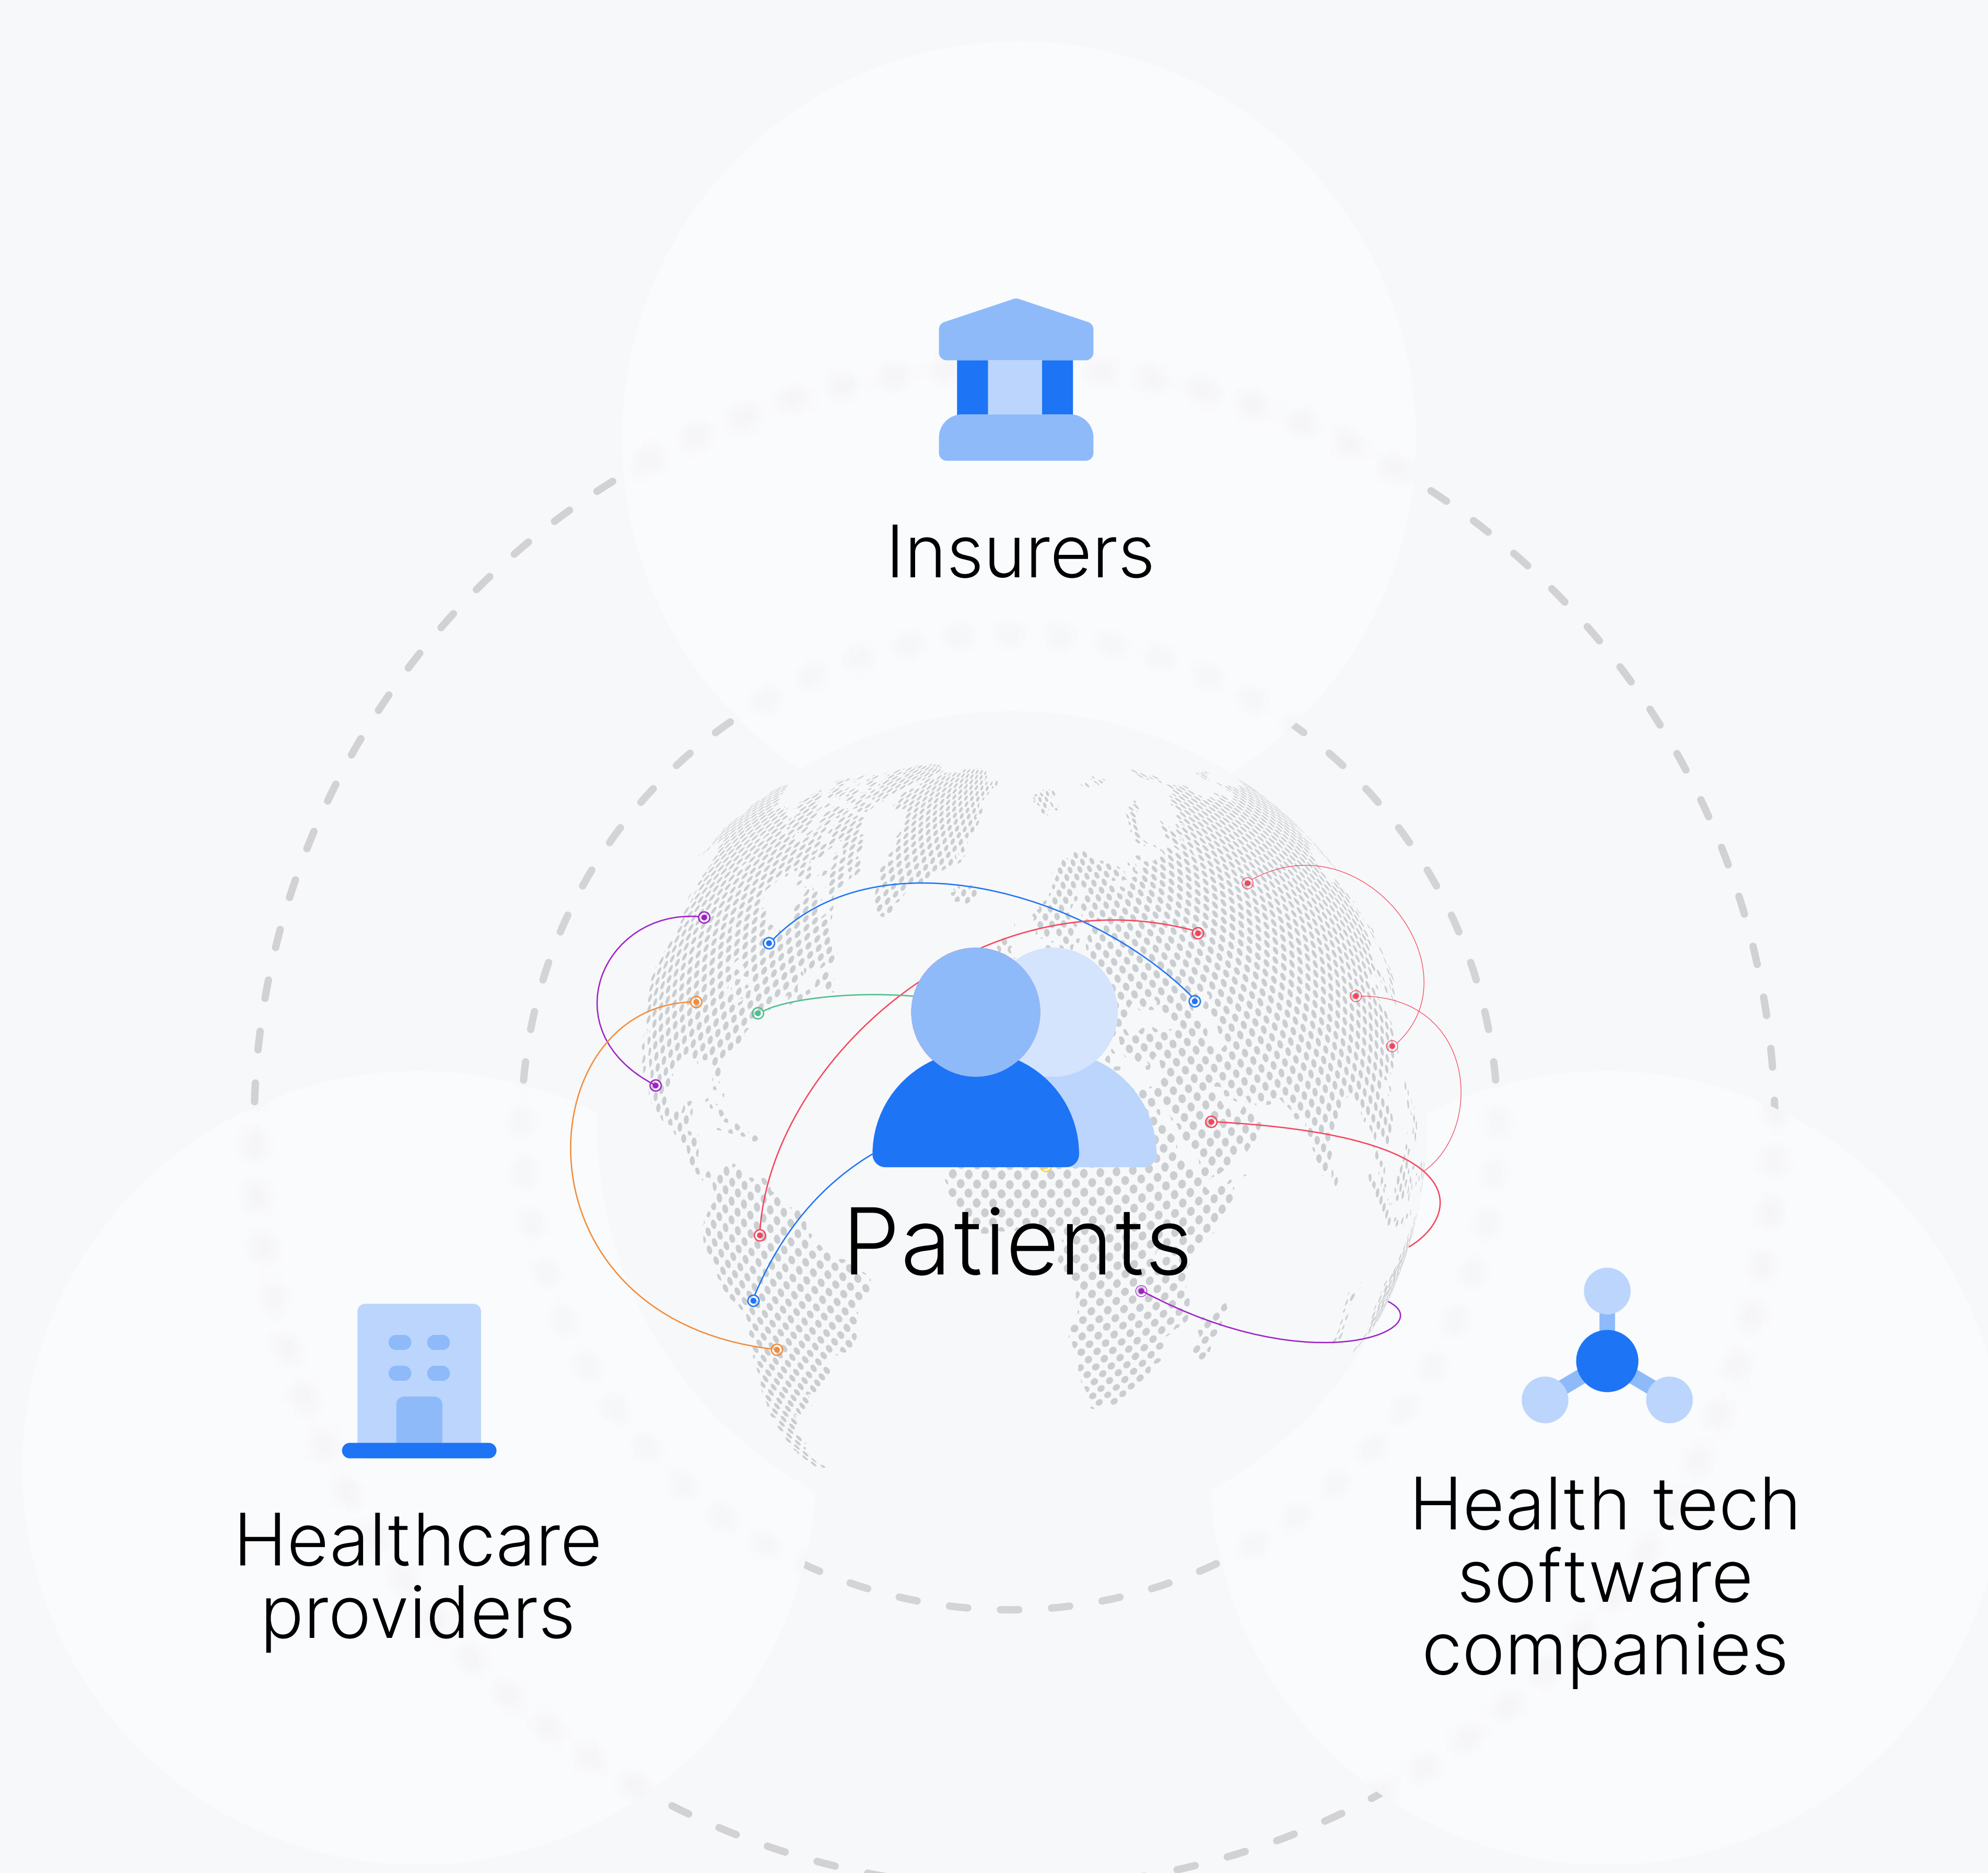 Insurers
Patients
Healthcare
providers
Health tech
software
companies